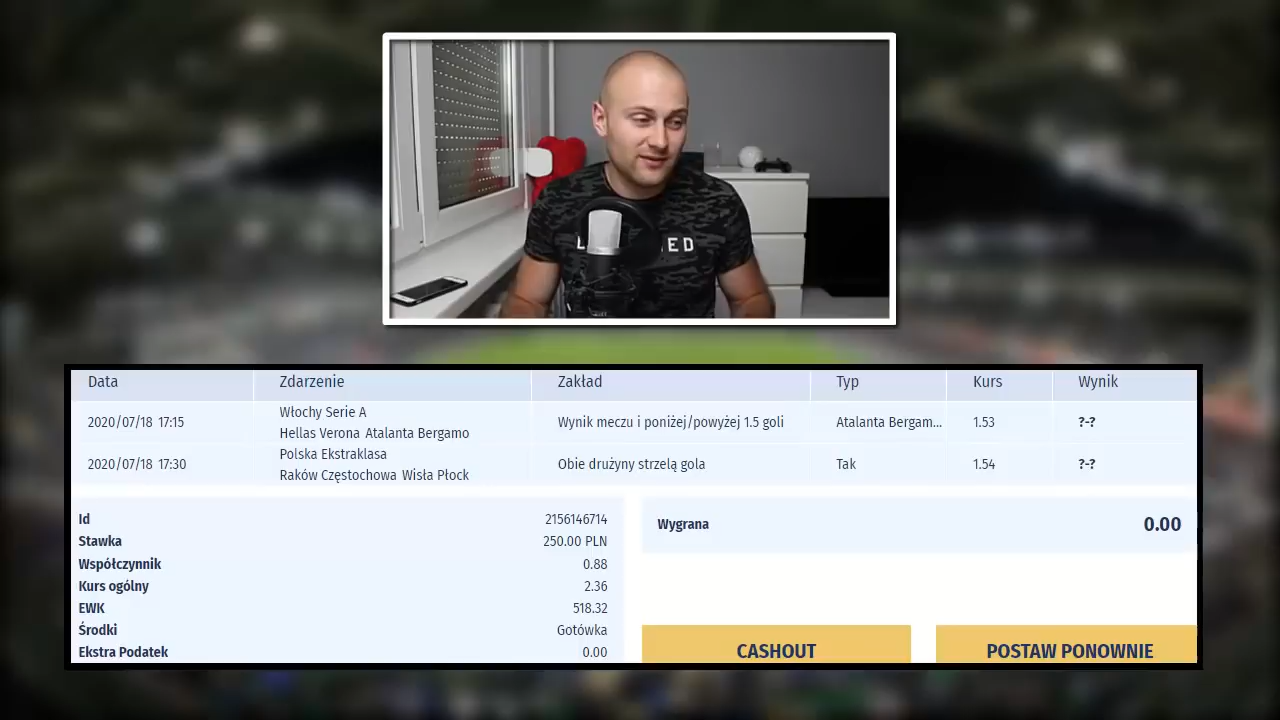 Data Zdarzenie Zakład Typ Kurs Wynik
Włochy Serie A
2020/07/18 17:15 Hellas Verona Atalanta Bergamo Wynik meczu i poniżej/powyżej 1.5 goli Atalanta Bergam... 1.53 ?-?
Polska Ekstraklasa
2020/07/18 17:30 Raków Częstochowa Wisła Płock Obie drużyny strzelą gola Tak 1.54 ?-?
Id 2156146714
Stawka 250.00 PLN
Współczynnik 0.88
Kurs ogólny 2.36
EWK 518.32
Środki Gotówka
Ekstra Podatek 0.00
Wygrana 0.00
CASHOUT POSTAW PONOWNIE